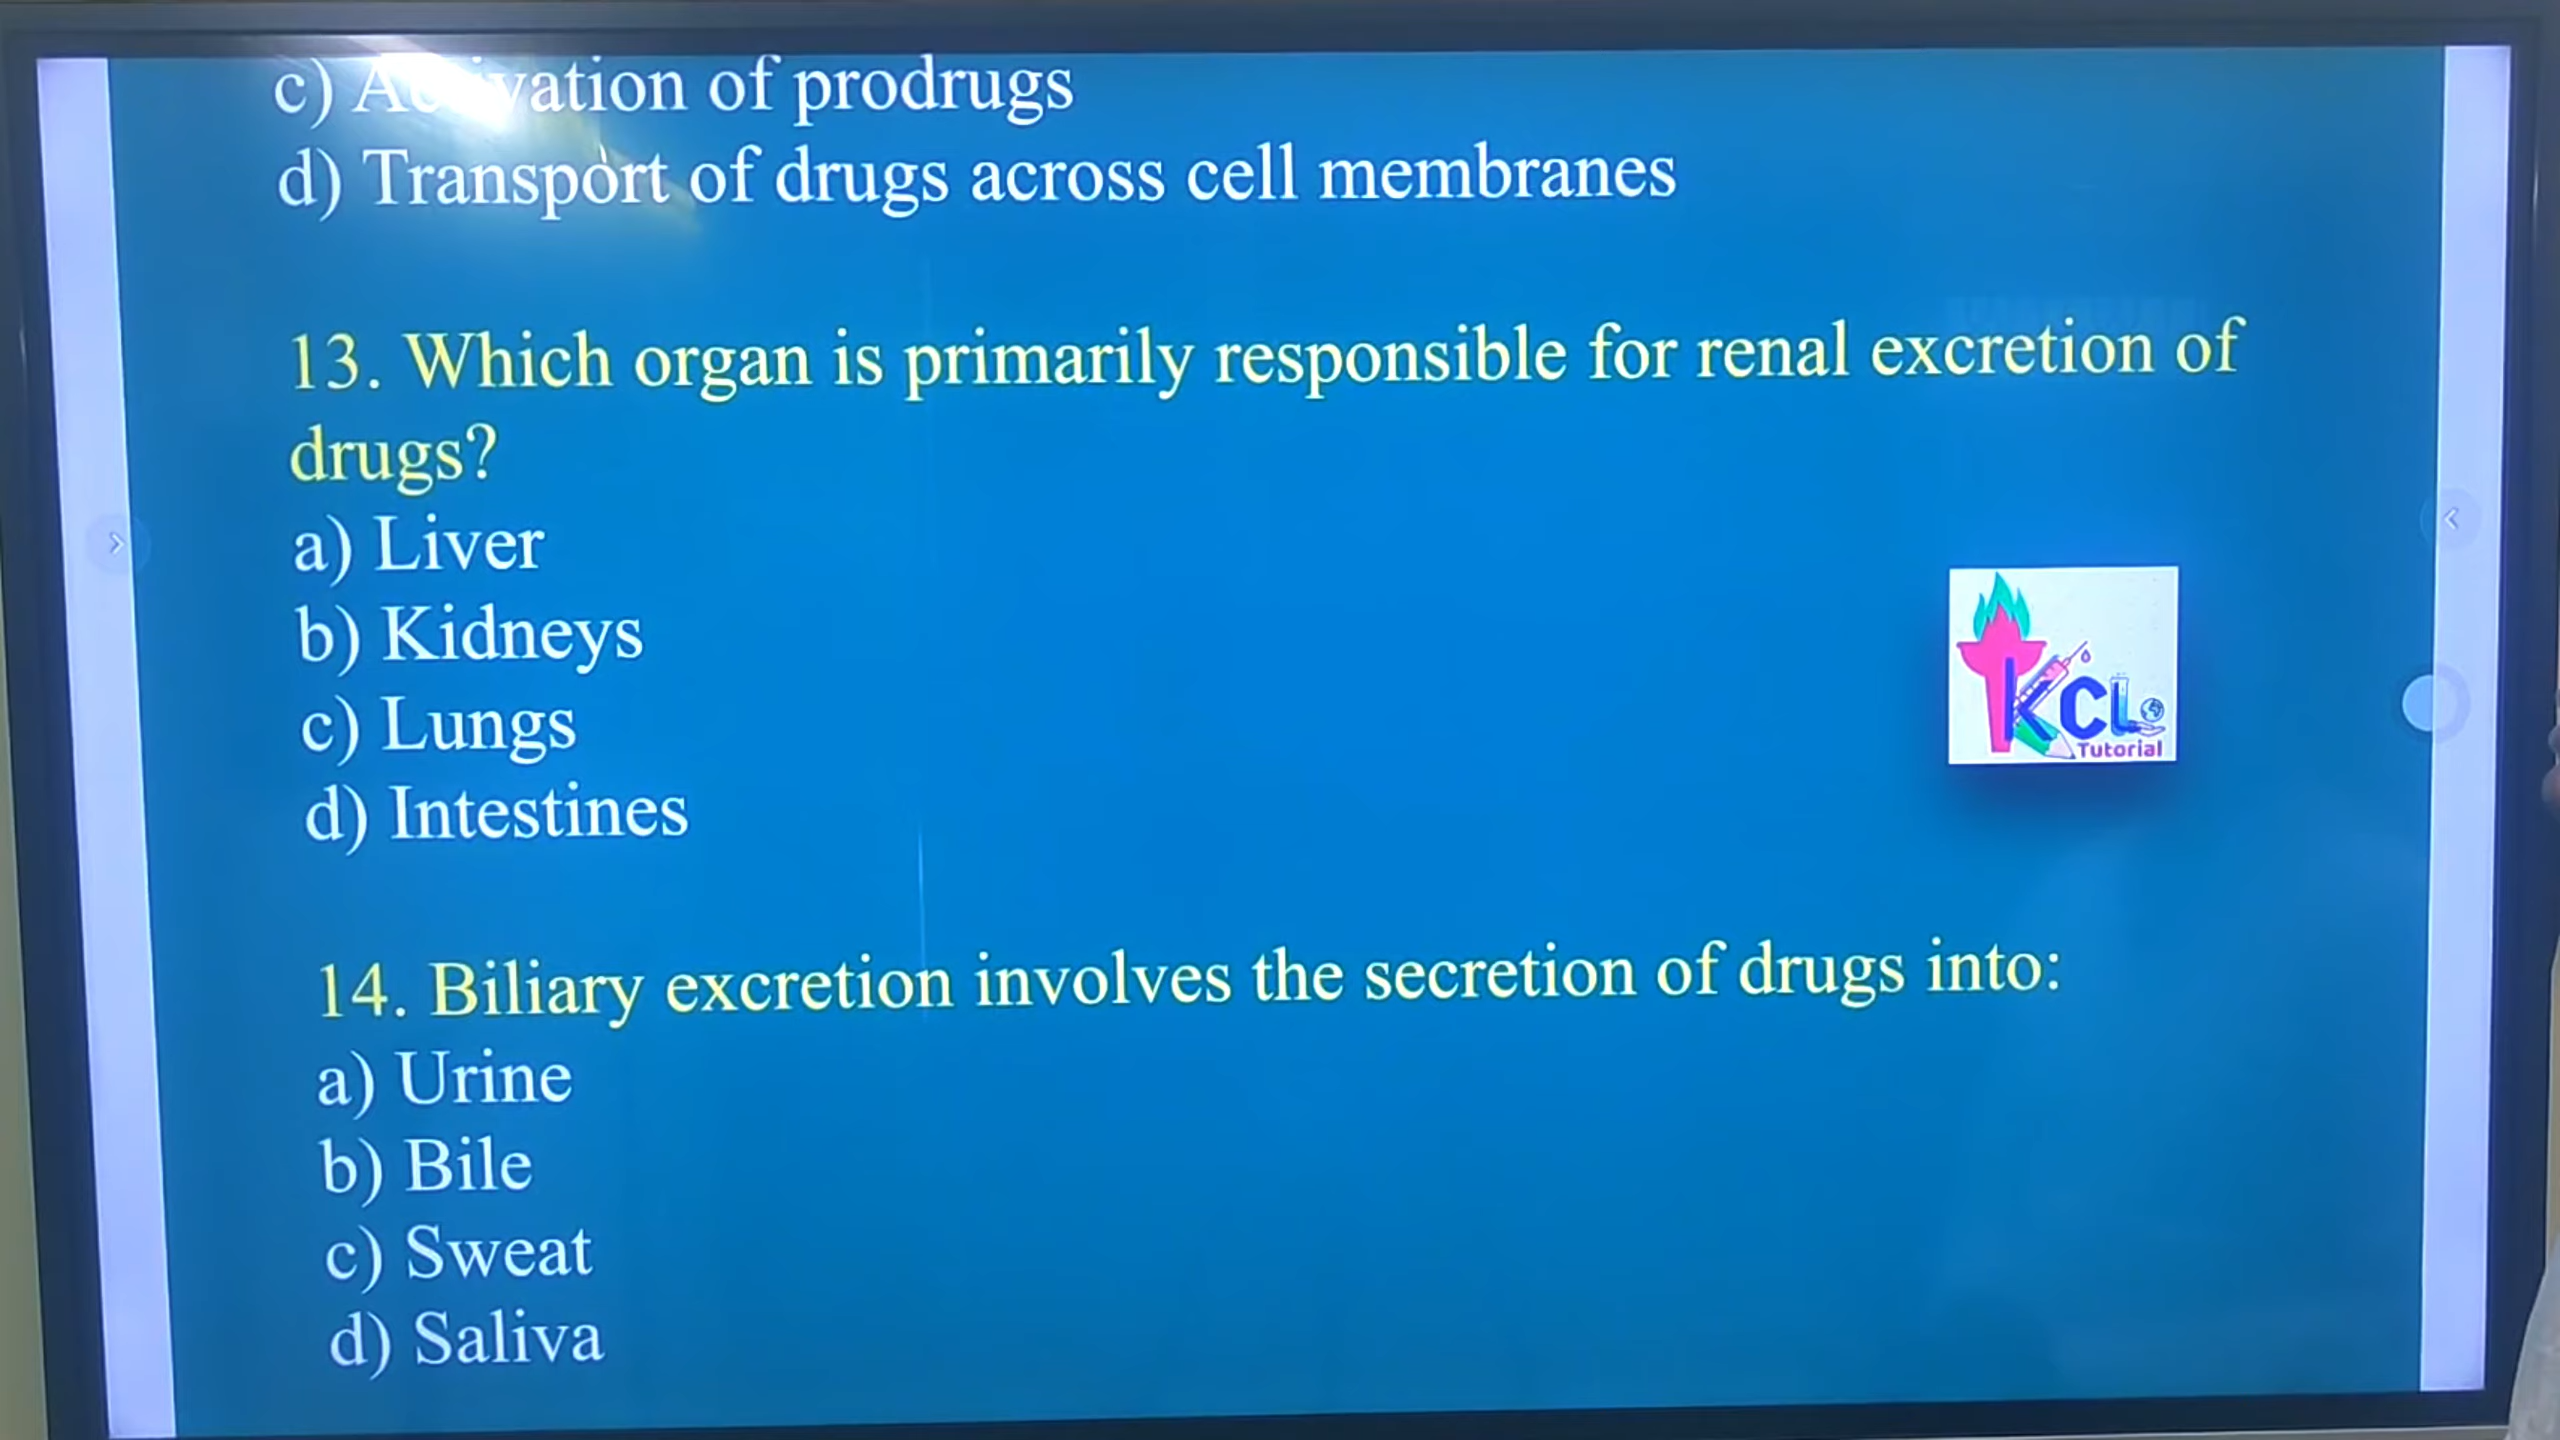 c) Activation of prodrugs
d) Transport of drugs across cell membranes
13. Which organ is primarily responsible for renal excretion of
drugs?
a) Liver
b) Kidneys
c) Lungs
d) Intestines
KCL
Tutorial
14. Biliary excretion involves the secretion of drugs into:
a) Urine
b) Bile
c) Sweat
d) Saliva